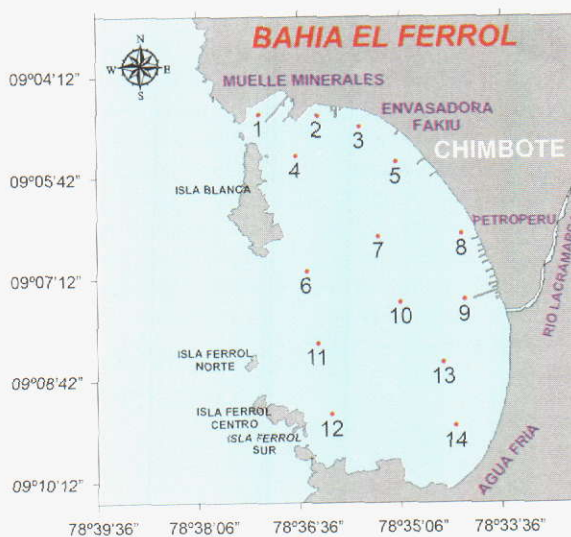 BAHIA EL FERROL
N
W E
S
09°04'12"
MUELLE MINERALES
ENVASADORA
FAKIU
1
2
3
CHIMBOTE
4
5
09°05'42"
ISLA BLANCA
PETROPERU
7
8
RIO LACRAMARC
6
09°07'12"
9
10
11
ISLA FERROL
NORTE
13
09°08'42"
ISLA FERROL
CENTRO
12
14
ISLA FERROL
SUR
AGUA FRIA
09°10'12"
78°39'36" 78°38'06" 78°36'36" 78°35'06" 78°33'36"